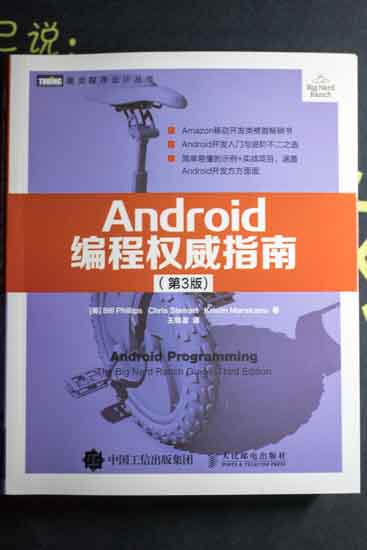 己说:
TURING 图灵程序设计丛书
Big Nerd
Ranch
Amazon移动开发类榜首畅销书
Android开发入门与进阶不二之选
简单易懂的示例+实战项目,涵盖
Android开发方方面面
Android
编程权威指南
(第3版)
[美] Bill Phillips Chris Stewart Kristin Marsicano 著
王明发 译
Android Programming
The Big Nerd Ranch Guide, Third Edition
中国工信出版集团
人民邮电出版社
POSTS & TELECOM PRESS